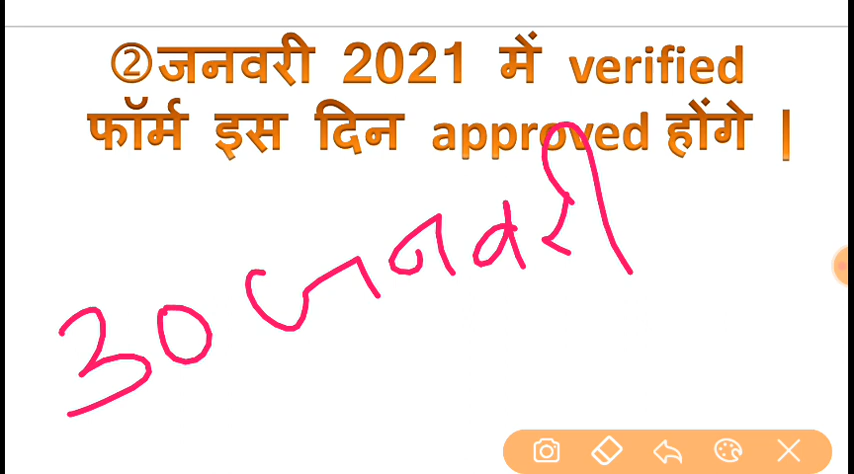 ②जनवरी 2021 में verified
फॉर्म इस दिन approved होंगे |
30 जनवरी